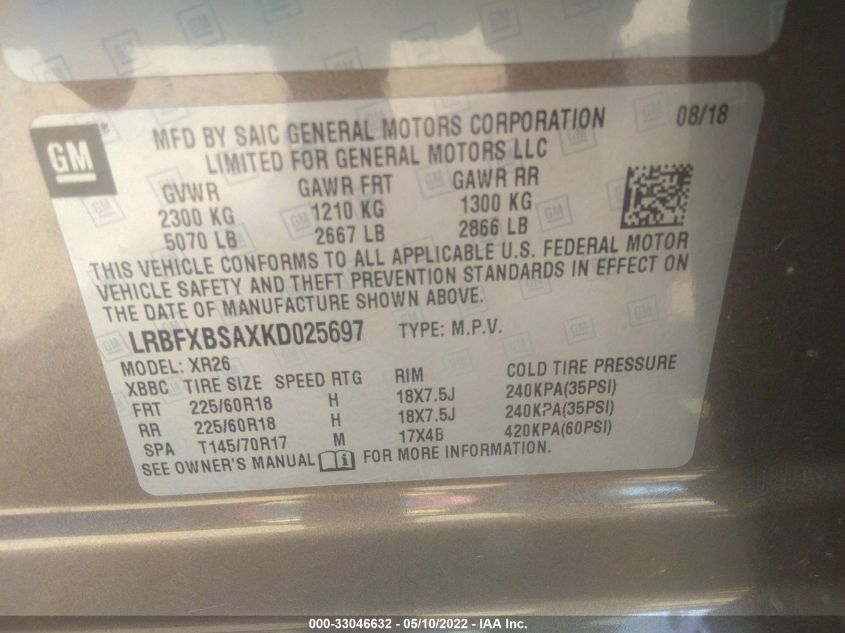 GM
MFD BY SAIC GENERAL MOTORS CORPORATION 08/18
LIMITED FOR GENERAL MOTORS LLC
GVWR GAWR FRT GAWR RR
2300 KG 1210 KG 1300 KG
5070 LB 2667 LB 2866 LB
THIS VEHICLE CONFORMS TO ALL APPLICABLE U.S. FEDERAL MOTOR
VEHICLE SAFETY AND THEFT PREVENTION STANDARDS IN EFFECT ON
THE DATE OF MANUFACTURE SHOWN ABOVE.
LRBFXBSAXKD025697 TYPE: M.P.V.
MODEL: XR26
XBBC TIRE SIZE SPEED RTG RIM COLD TIRE PRESSURE
FRT 225/60R18 H 18X7.5J 240KPA(35PSI)
RR 225/60R18 H 18X7.5J 240KPA(35PSI)
SPA T145/70R17 M 17X4B 420KPA(60PSI)
SEE OWNER'S MANUAL FOR MORE INFORMATION.
000-33046632 - 05/10/2022 - IAA Inc.